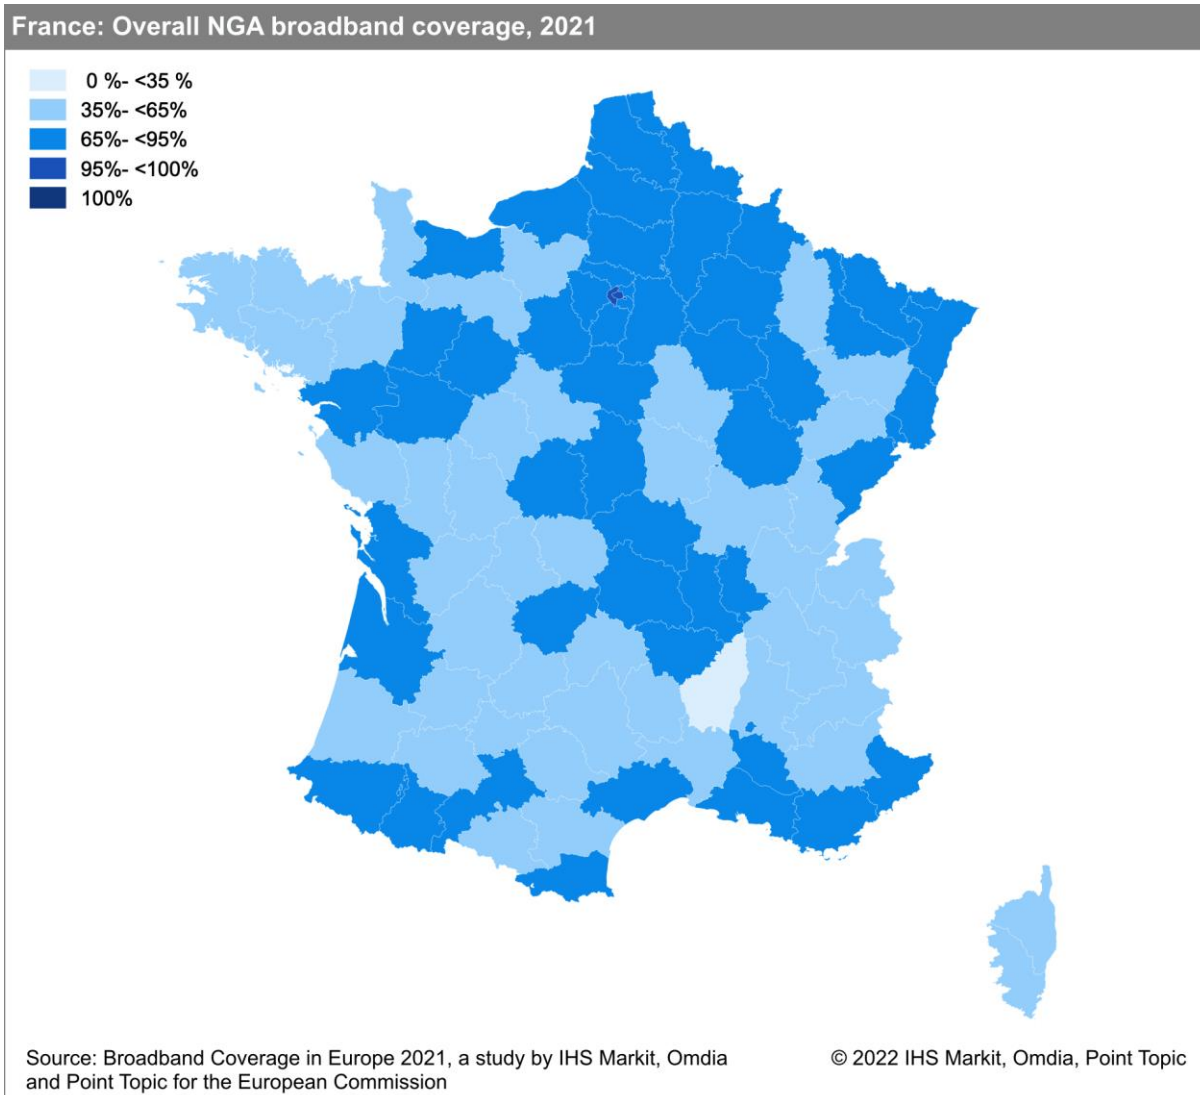 France: Overall NGA broadband coverage, 2021
0 %- <35 %
35%- <65%
65%- <95%
95%- <100%
100%
Source: Broadband Coverage in Europe 2021, a study by IHS Markit, Omdia
and Point Topic for the European Commission
© 2022 IHS Markit, Omdia, Point Topic